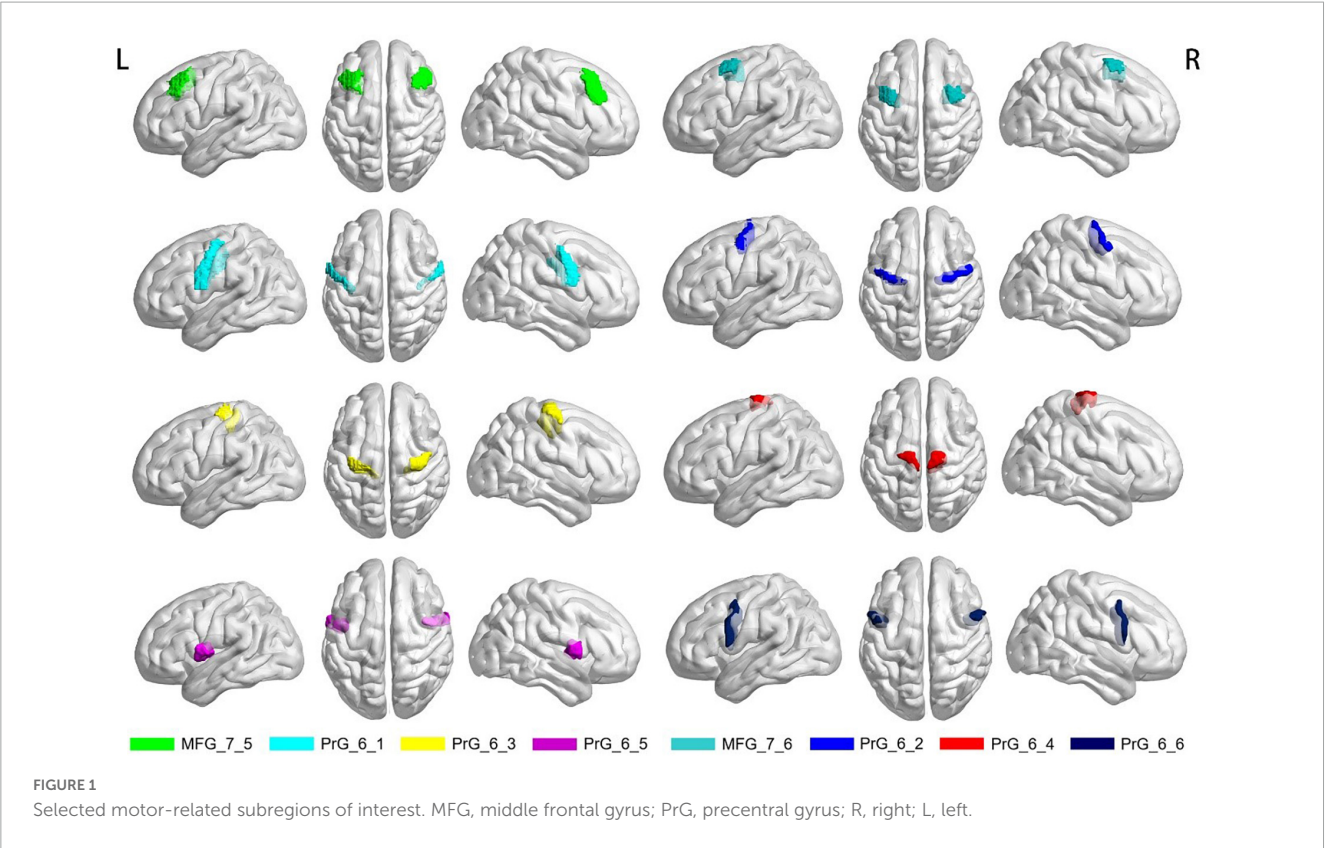 L
R
MFG_7_5 PrG_6_1 PrG_6_3 PrG_6_5 MFG_7_6 PrG_6_2 PrG_6_4 PrG_6_6
FIGURE 1
Selected motor-related subregions of interest. MFG, middle frontal gyrus; PrG, precentral gyrus; R, right; L, left.